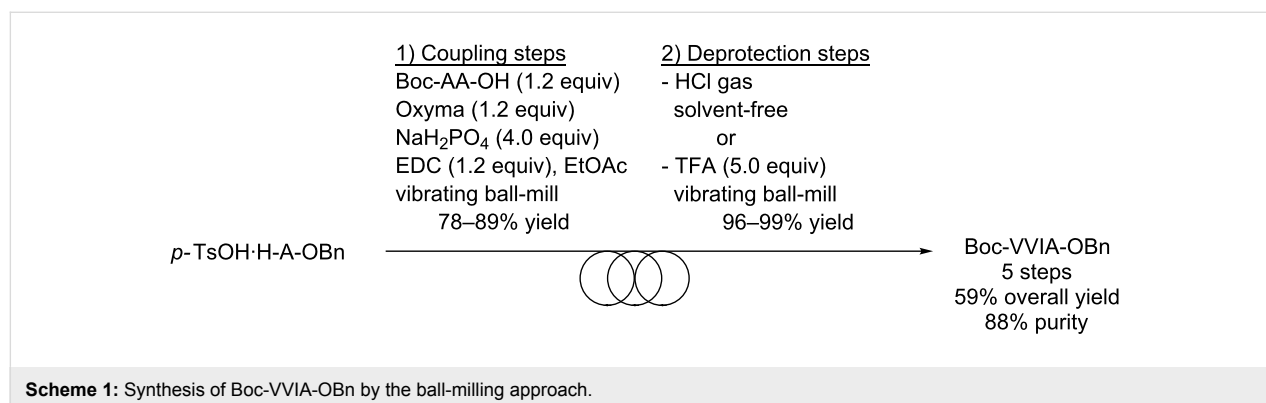 1) Coupling steps
Boc-AA-OH (1.2 equiv)
Oxyma (1.2 equiv)
NaH₂PO₄ (4.0 equiv)
EDC (1.2 equiv), EtOAc
vibrating ball-mill
78–89% yield
2) Deprotection steps
- HCl gas
solvent-free
or
- TFA (5.0 equiv)
vibrating ball-mill
96–99% yield
p-TsOH·H-A-OBn
Boc-VVIA-OBn
5 steps
59% overall yield
88% purity
Scheme 1: Synthesis of Boc-VVIA-OBn by the ball-milling approach.